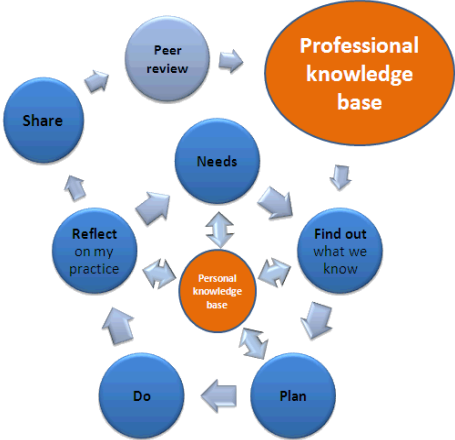 Peer
review
Professional
knowledge
base
Share
Needs
Reflect
on my
practice
Find out
what we
know
Personal
knowledge
base
Do
Plan